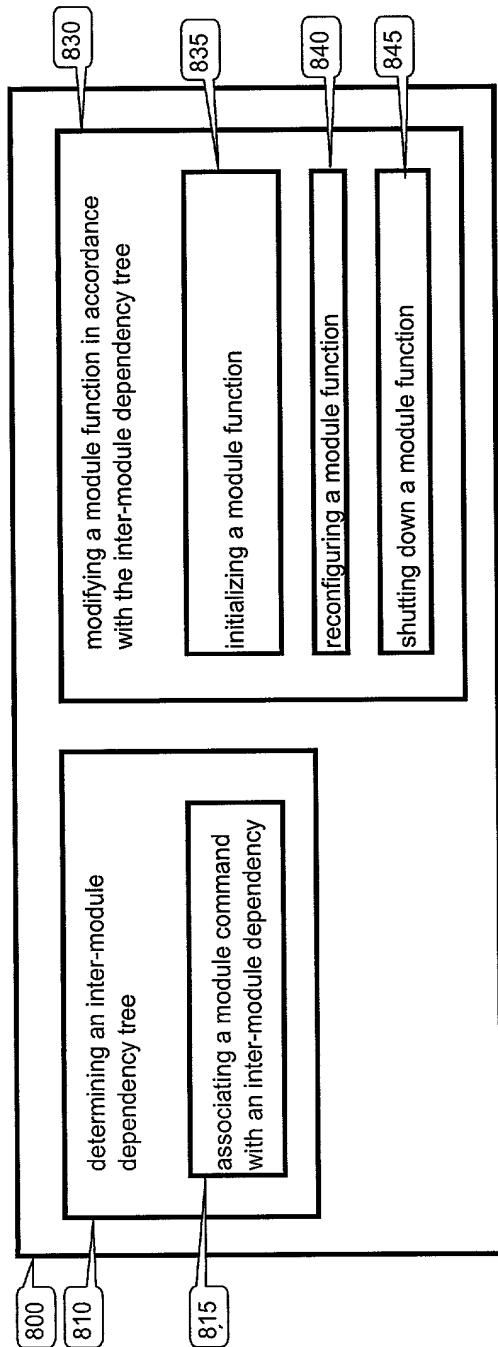 800
810
determining an inter-module
dependency tree
815
associating a module command
with an inter-module dependency
830
modifying a module function in accordance
with the inter-module dependency tree
835
initializing a module function
840
reconfiguring a module function
845
shutting down a module function